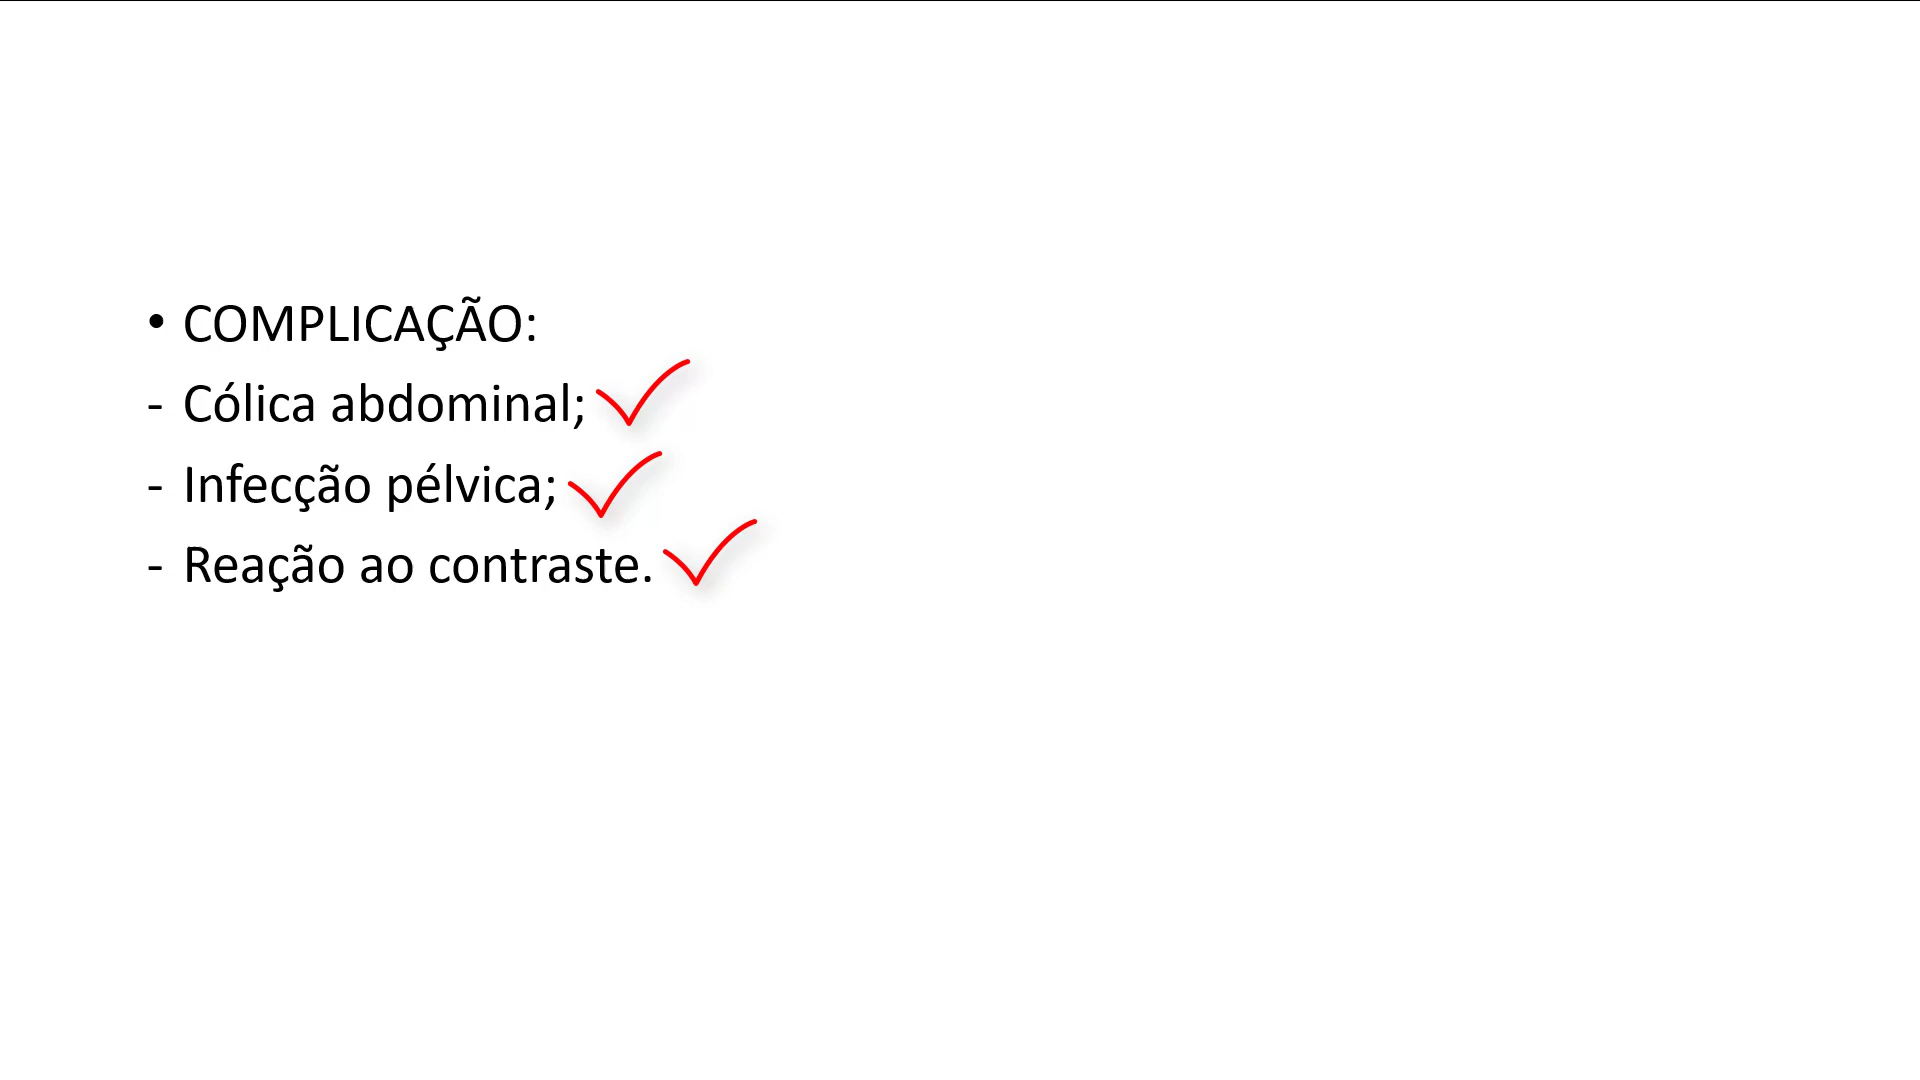 • COMPLICAÇÃO:
- Cólica abdominal;
- Infecção pélvica;
- Reação ao contraste.